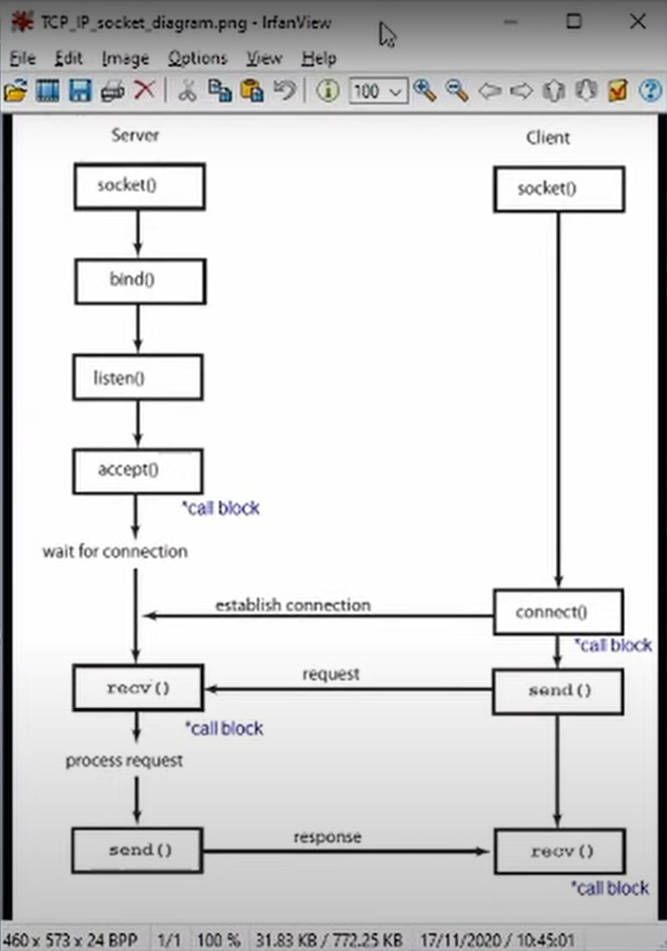 TCP_IP_socket_diagram.png - IrfanView
File Edit Image Options View Help
100
Server
Client
socket()
socket()
bind()
listen()
accept()
*call block
wait for connection
establish connection
connect()
*call block
request
recv()
send()
*call block
process request
response
send()
recv()
*call block
460 x 573 x 24 BPP 1/1 100 % 31.83 KB / 772.25 KB 17/11/2020 / 10:45:01